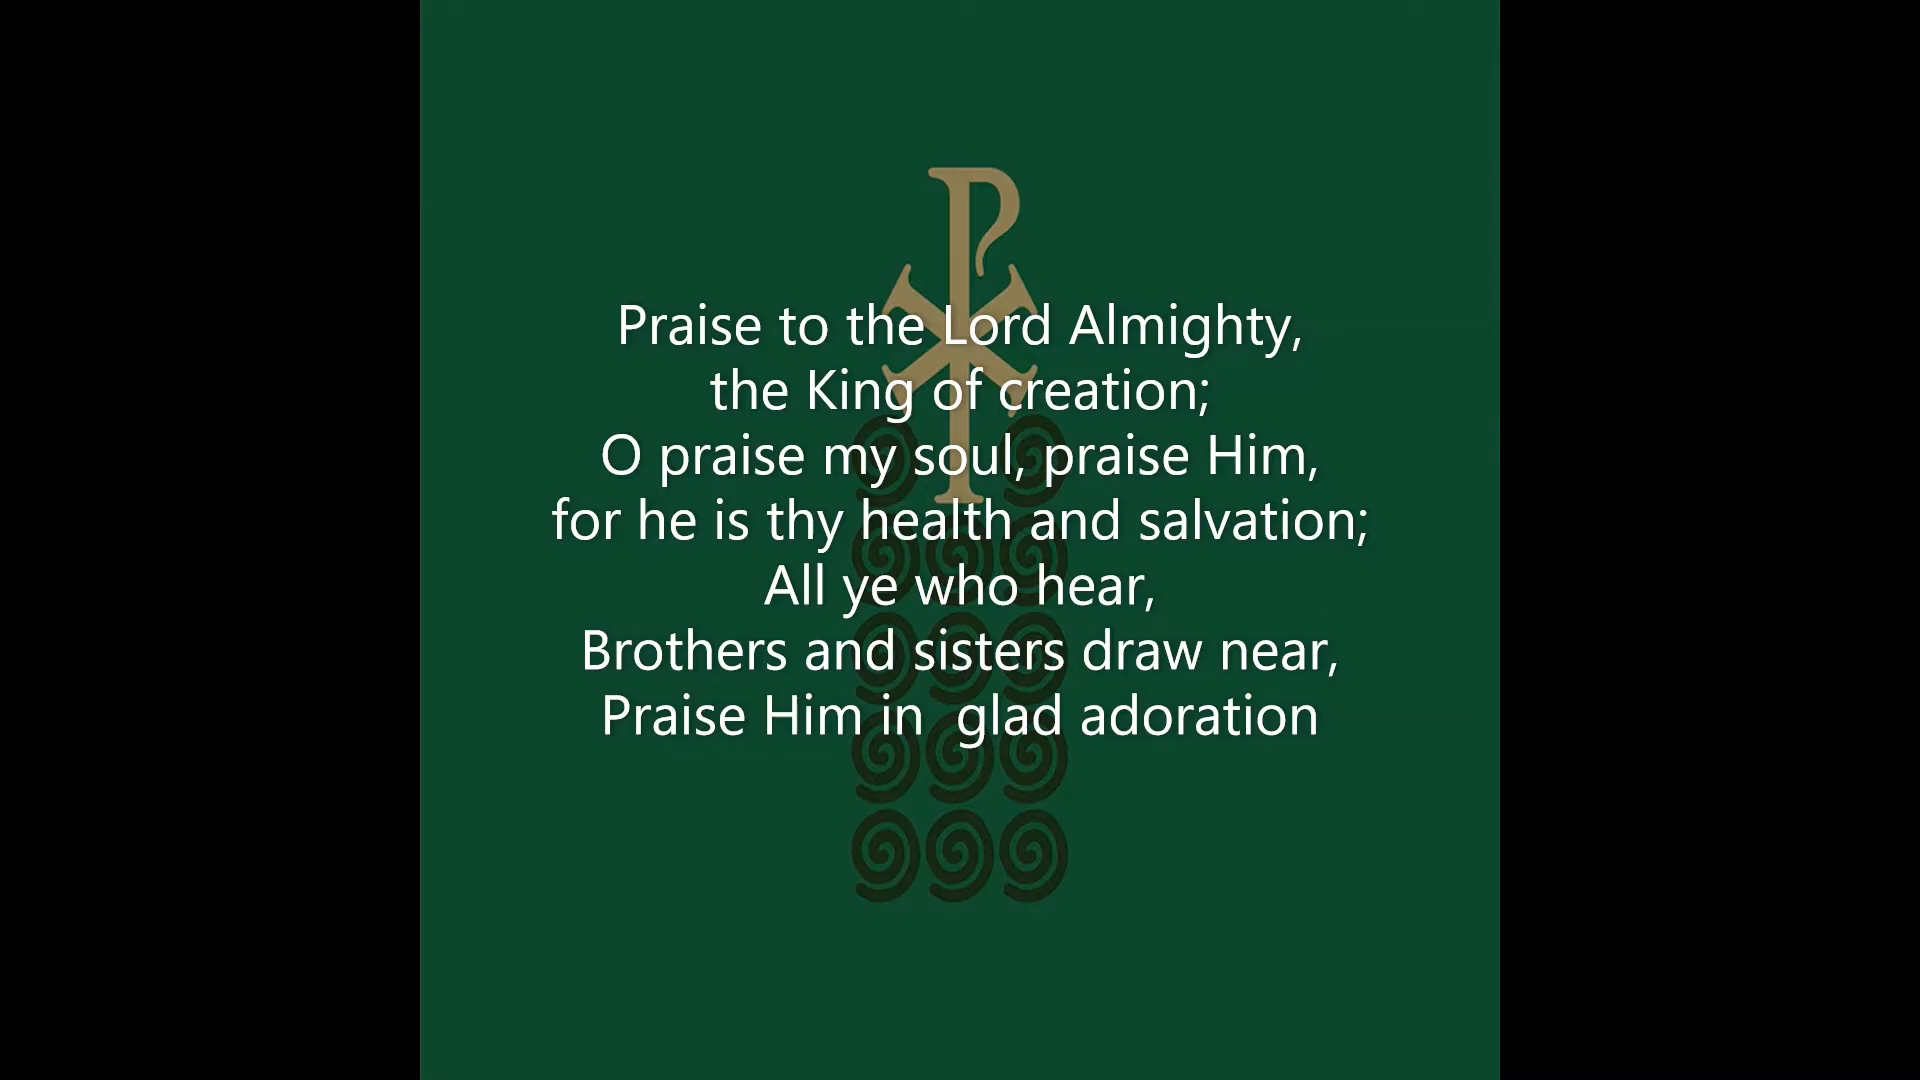 Praise to the Lord Almighty,
the King of creation;
O praise my soul, praise Him,
for he is thy health and salvation;
All ye who hear,
Brothers and sisters draw near,
Praise Him in  glad adoration